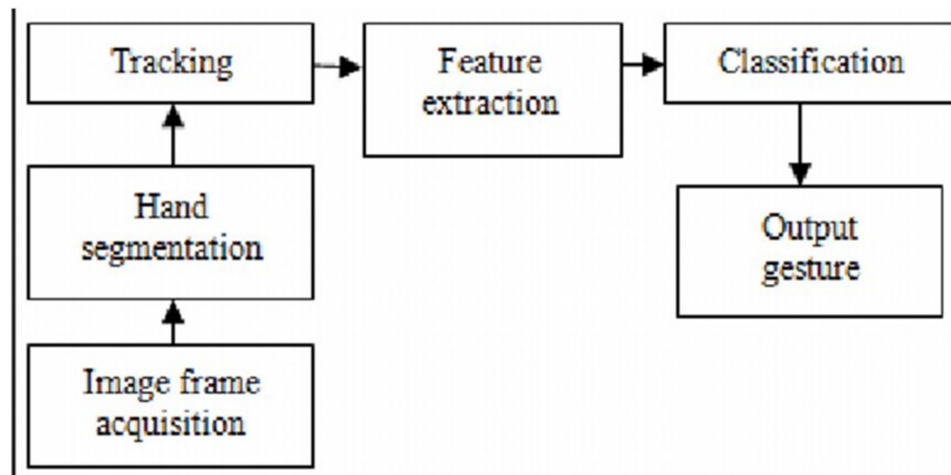 Tracking
Feature
extraction
Classification
Hand
segmentation
Output
gesture
Image frame
acquisition